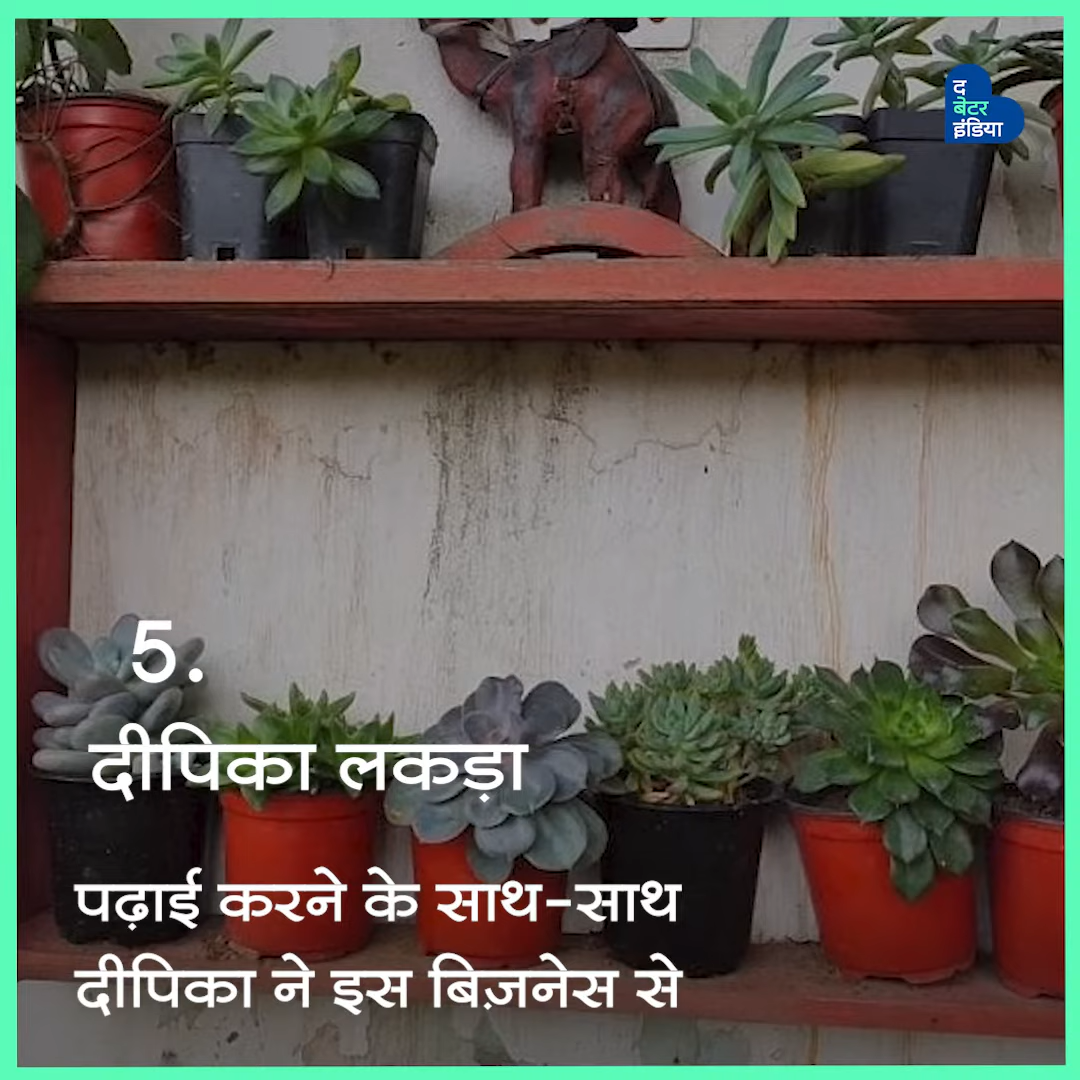 द
बेटर
इंडिया
5.
दीपिका लकड़ा
पढ़ाई करने के साथ-साथ
दीपिका ने इस बिज़नेस से